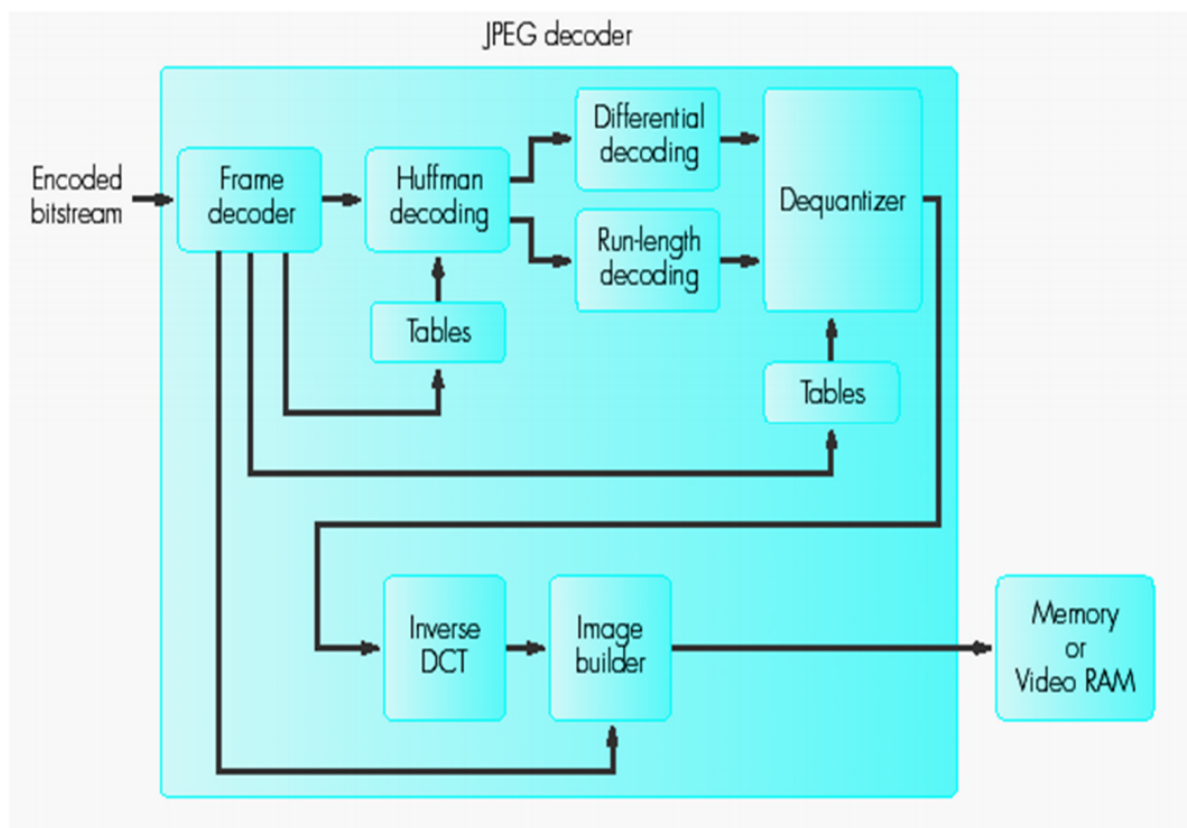 JPEG decoder
Encoded
bitstream
Frame
decoder
Huffman
decoding
Differential
decoding
Run-length
decoding
Dequantizer
Tables
Tables
Inverse
DCT
Image
builder
Memory
or
Video RAM